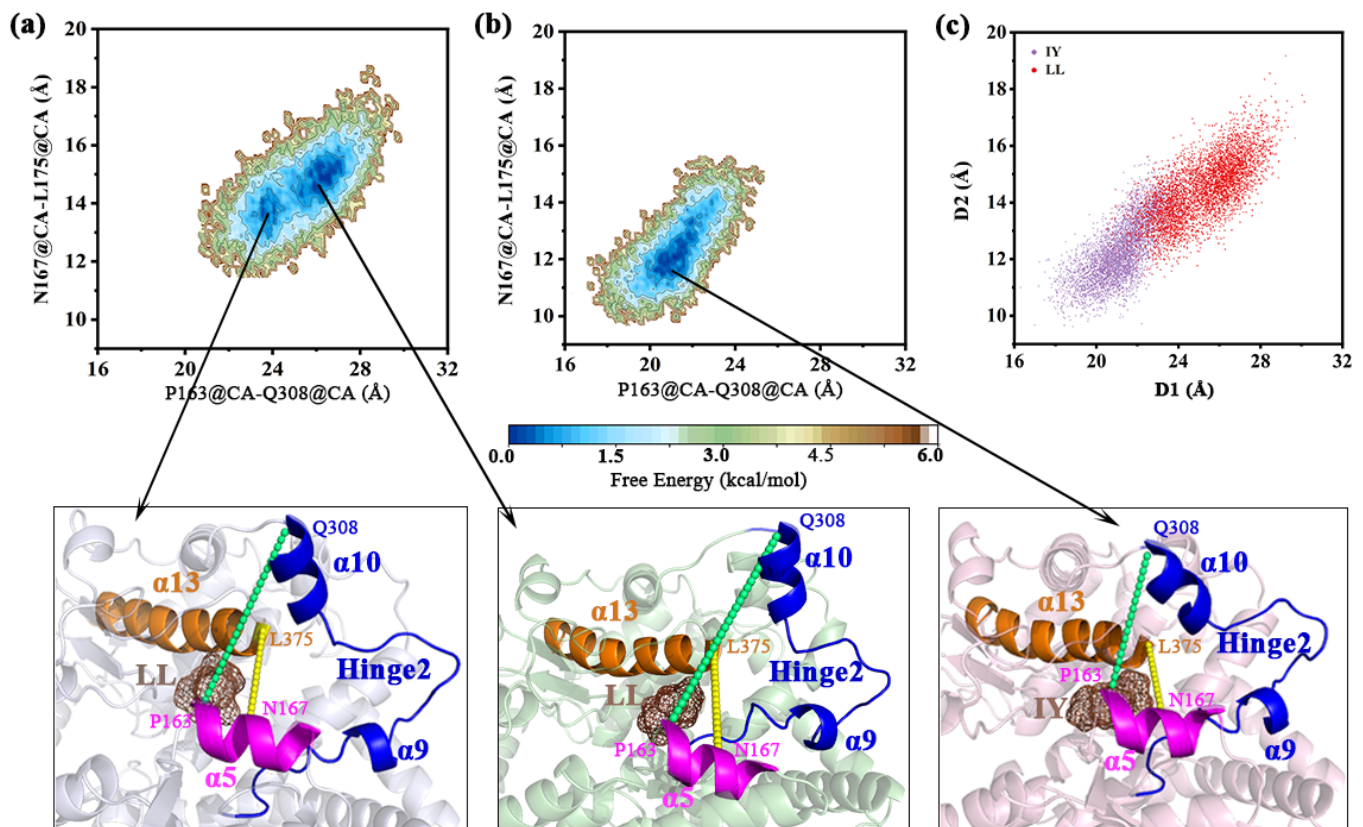 (a)
20
18
16
14
12
10
N167@CA-L175@CA (Å)
16
20
24
28
32
P163@CA-Q308@CA (Å)
(b)
20
18
16
14
12
10
N167@CA-L175@CA (Å)
16
20
24
28
32
P163@CA-Q308@CA (Å)
(c)
IY
LL
20
18
16
14
12
10
D2 (Å)
16
20
24
28
32
D1 (Å)
0.0 1.5 3.0 4.5 6.0
Free Energy (kcal/mol)
Q308
α10
α13
L375
Hinge2
LL
P163
N167
α5
α9
Q308
α10
α13
L375
Hinge2
LL
P163
N167
α5
α9
Q308
α10
α13
L375
P163
Hinge2
IY
N167
α5
α9